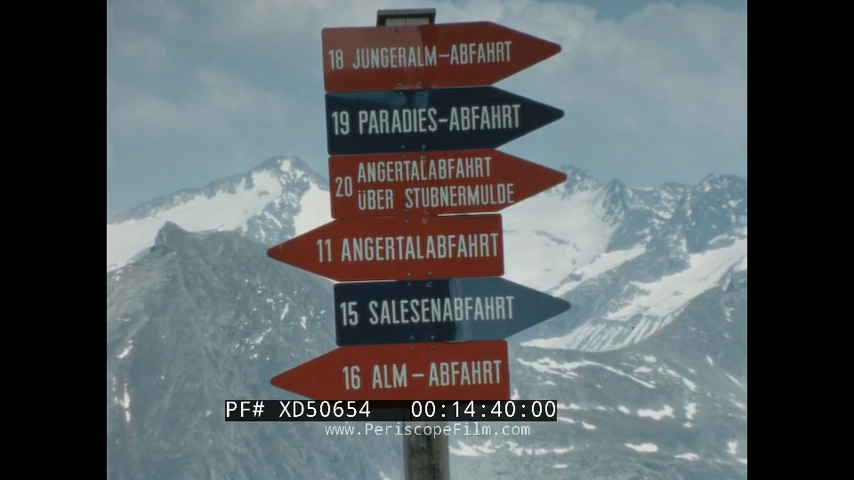 18 JUNGERALM-ABFAHRT
19 PARADIES-ABFAHRT
20 ANGERTALABFAHRT
ÜBER STUBNERMULDE
11 ANGERTALABFAHRT
15 SALESENABFAHRT
16 ALM-ABFAHRT
PF# XD50654 00:14:40:00
www.PeriscopeFilm.com